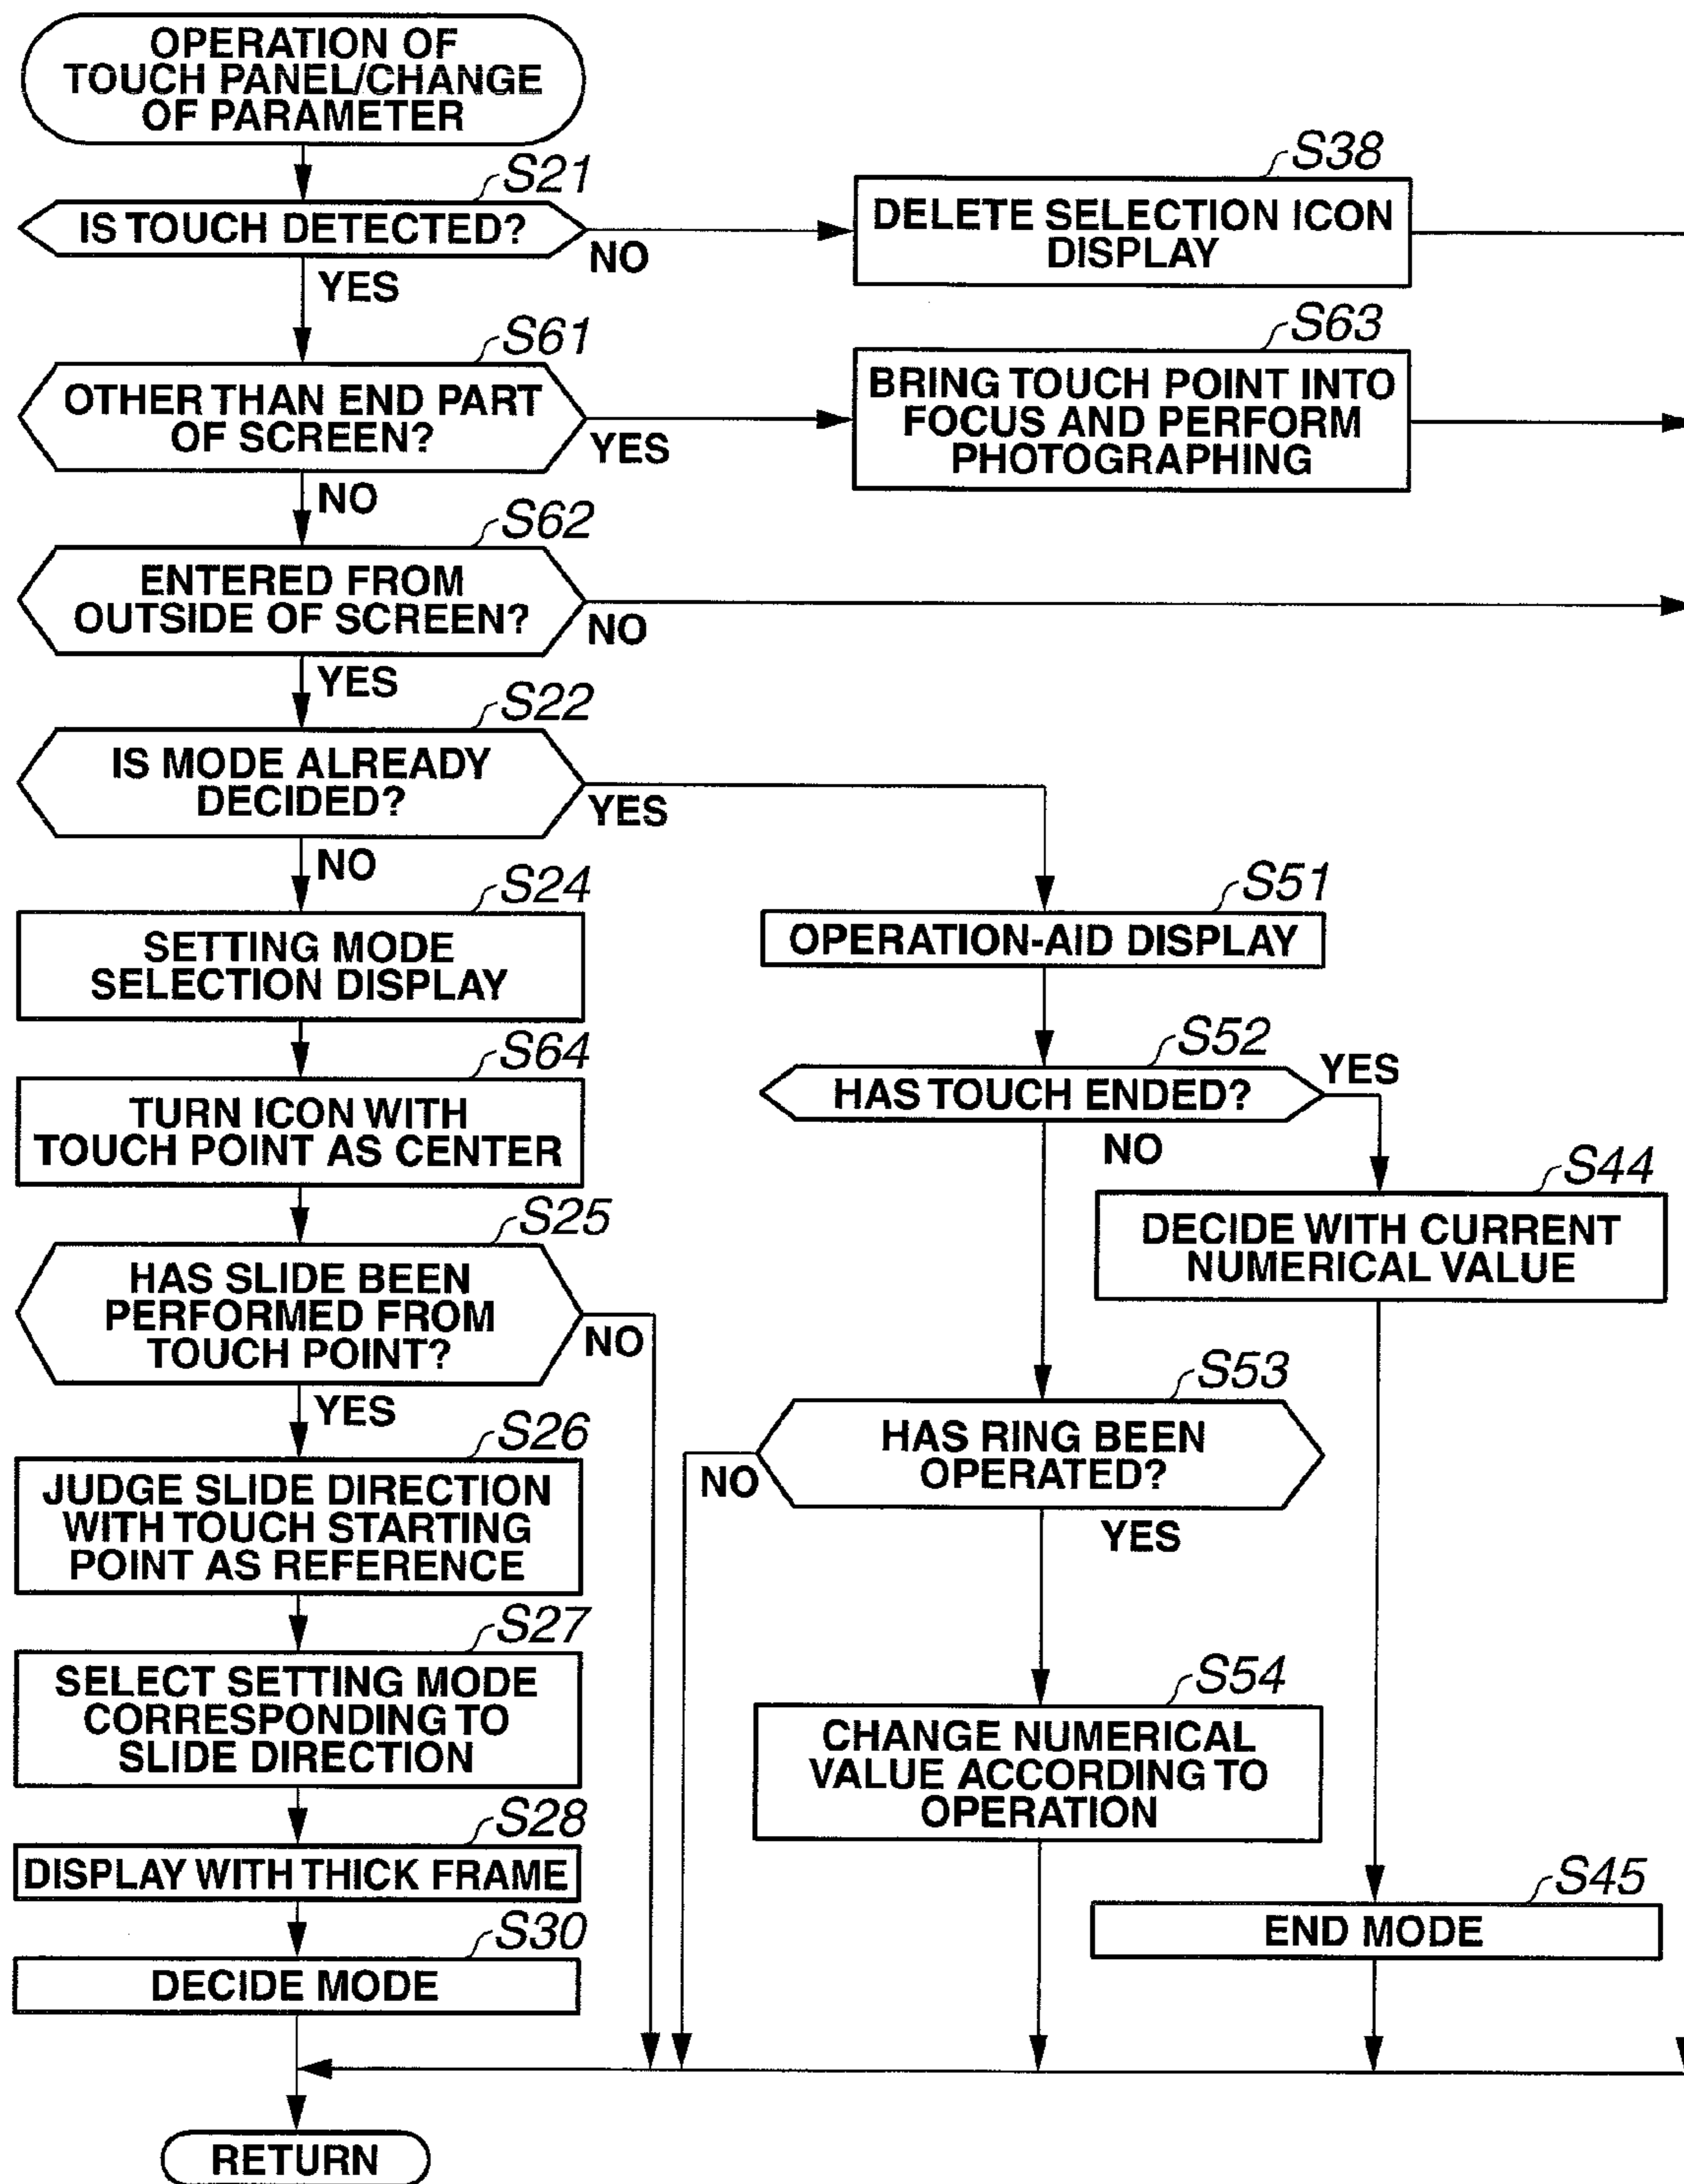 OPERATION OF
TOUCH PANEL/CHANGE
OF PARAMETER
S21
IS TOUCH DETECTED?
NO
YES
S38
DELETE SELECTION ICON
DISPLAY
S61
OTHER THAN END PART
OF SCREEN?
YES
NO
S63
BRING TOUCH POINT INTO
FOCUS AND PERFORM
PHOTOGRAPHING
S62
ENTERED FROM
OUTSIDE OF SCREEN?
NO
YES
S22
IS MODE ALREADY
DECIDED?
YES
NO
S24
SETTING MODE
SELECTION DISPLAY
S64
TURN ICON WITH
TOUCH POINT AS CENTER
S25
HAS SLIDE BEEN
PERFORMED FROM
TOUCH POINT?
NO
YES
S26
JUDGE SLIDE DIRECTION
WITH TOUCH STARTING
POINT AS REFERENCE
S27
SELECT SETTING MODE
CORRESPONDING TO
SLIDE DIRECTION
S28
DISPLAY WITH THICK FRAME
S30
DECIDE MODE
S51
OPERATION-AID DISPLAY
S52
HAS TOUCH ENDED?
YES
NO
S44
DECIDE WITH CURRENT
NUMERICAL VALUE
S53
HAS RING BEEN
OPERATED?
NO
YES
S54
CHANGE NUMERICAL
VALUE ACCORDING TO
OPERATION
S45
END MODE
RETURN